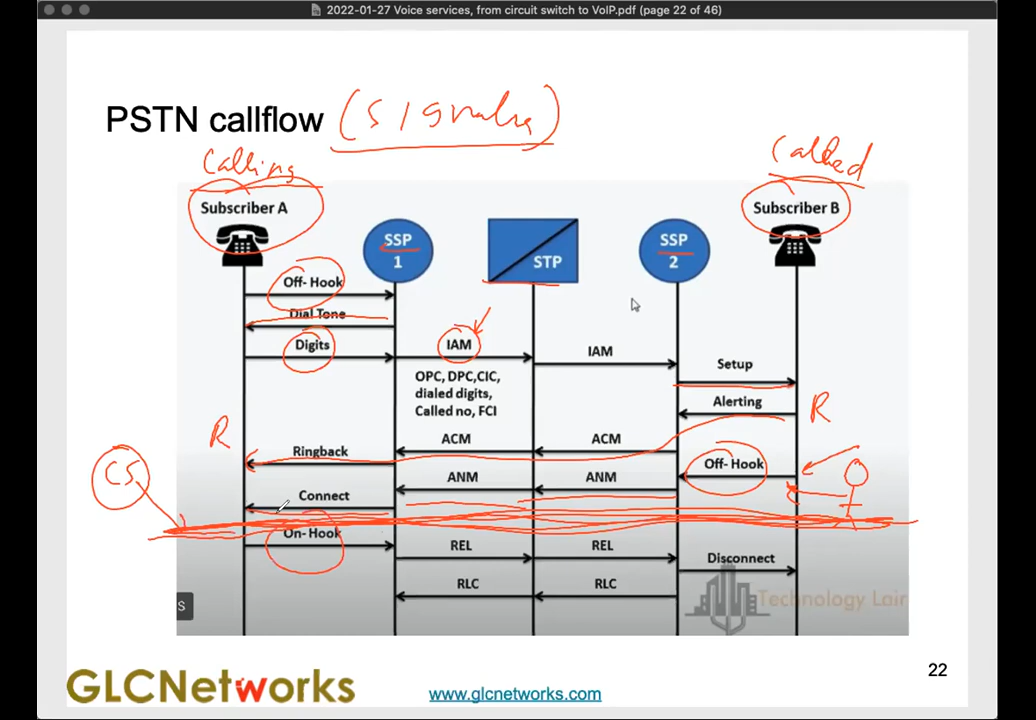 2022-01-27 Voice services, from circuit switch to VoIP.pdf (page 22 of 46)
PSTN callflow (Signaling)
Calling
Called
Subscriber A
Subscriber B
SSP
1
STP
SSP
2
Off- Hook
Dial Tone
Digits
IAM
IAM
OPC, DPC,CIC,
dialed digits,
Called no, FCI
Setup
Alerting
R
R
Ringback
ACM
ACM
Off- Hook
ANM
ANM
CS
Connect
On- Hook
REL
REL
Disconnect
RLC
RLC
S
Technology Lair
GLCNetworks
www.glcnetworks.com
22